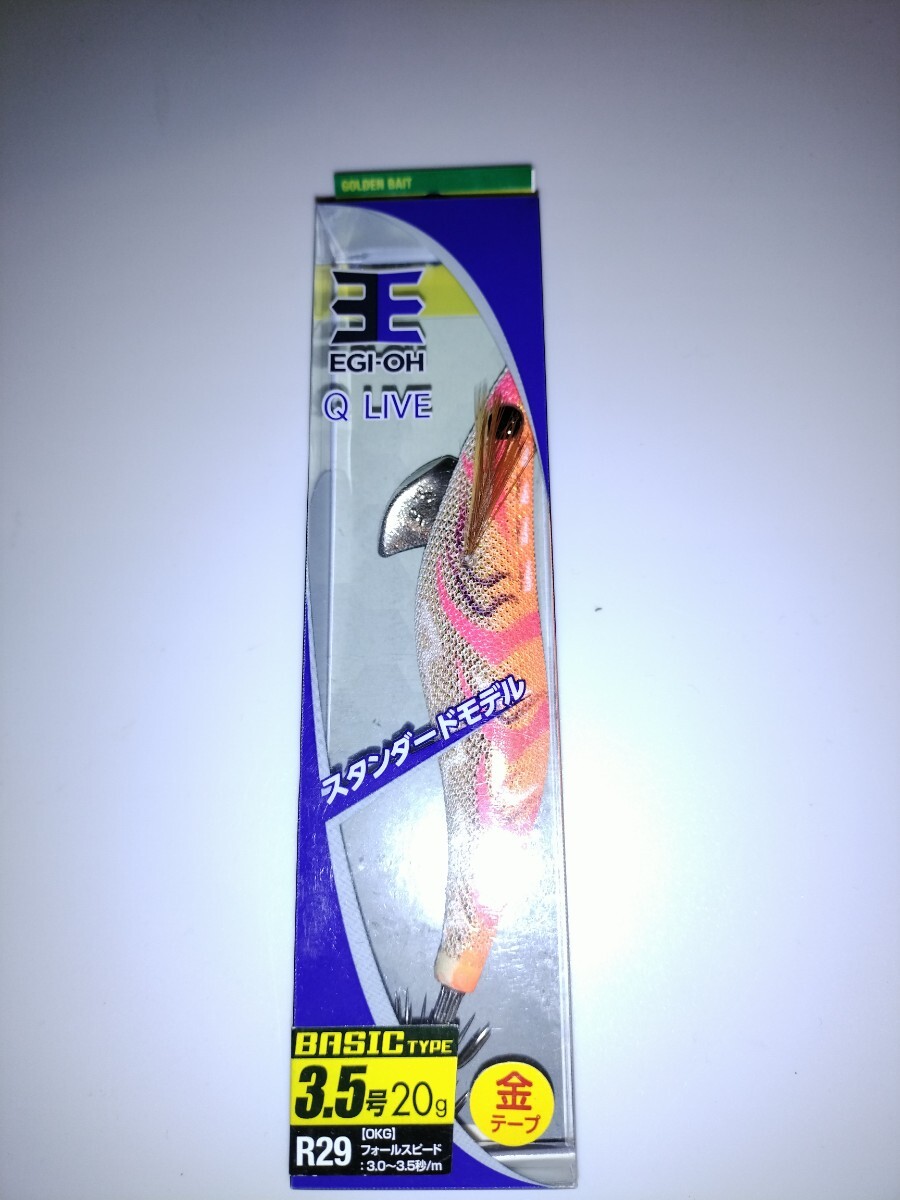 GOLDEN BAIT
王
EGI-OH
Q LIVE
スタンダードモデル
BASIC TYPE
3.5号 20g
R29
【OKG】
フォールスピード
:3.0〜3.5秒/m
金
テープ